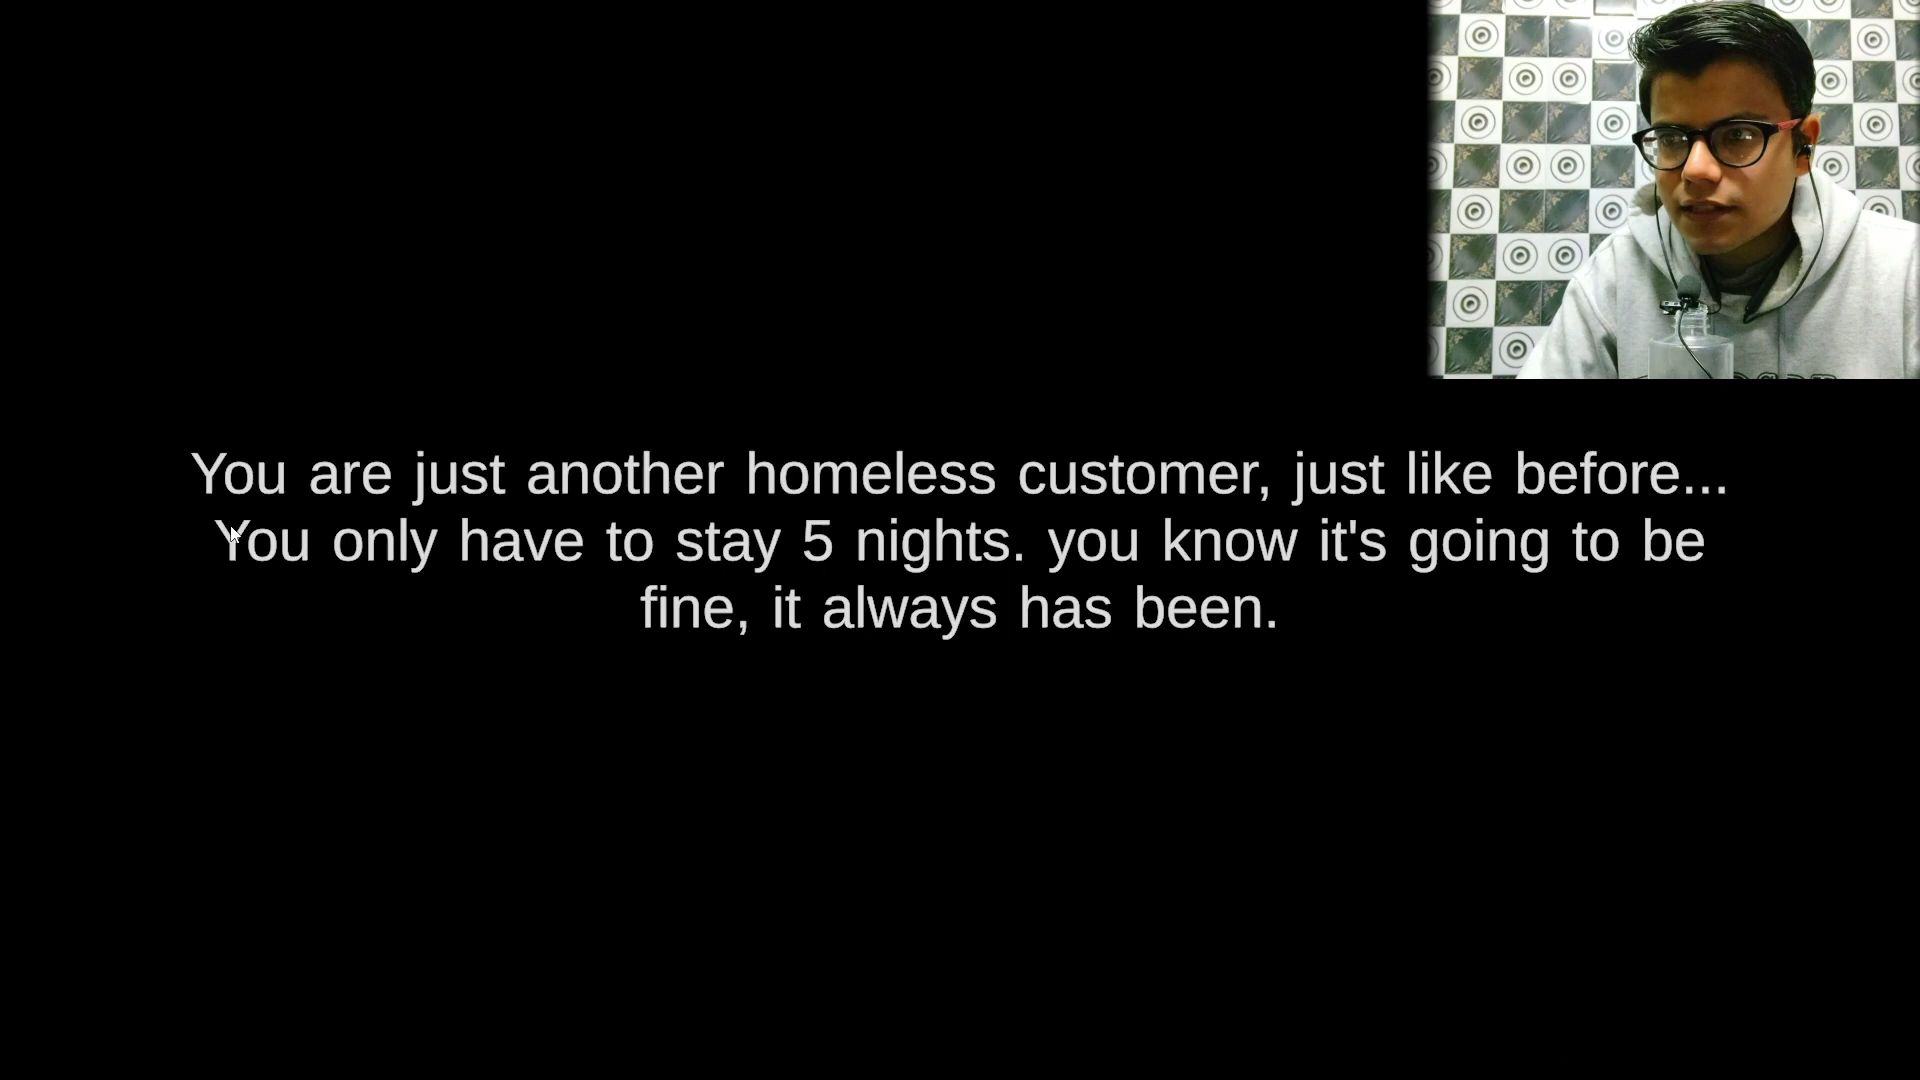 You are just another homeless customer, just like before...
You only have to stay 5 nights. you know it's going to be
fine, it always has been.